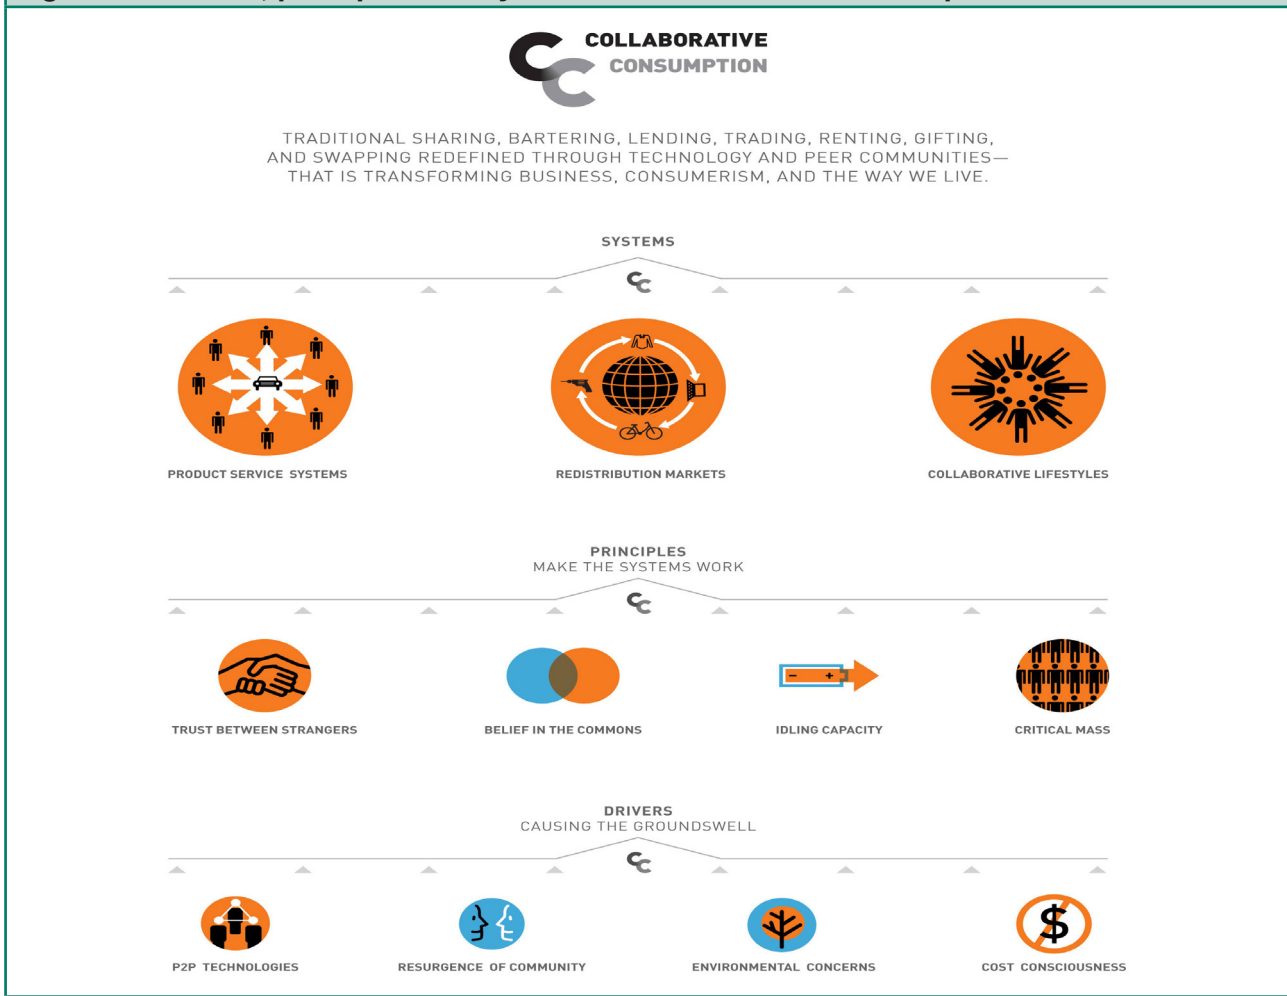 COLLABORATIVE
CONSUMPTION
TRADITIONAL SHARING, BARTERING, LENDING, TRADING, RENTING, GIFTING,
AND SWAPPING REDEFINED THROUGH TECHNOLOGY AND PEER COMMUNITIES—
THAT IS TRANSFORMING BUSINESS, CONSUMERISM, AND THE WAY WE LIVE.
SYSTEMS
PRODUCT SERVICE SYSTEMS
REDISTRIBUTION MARKETS
COLLABORATIVE LIFESTYLES
PRINCIPLES
MAKE THE SYSTEMS WORK
TRUST BETWEEN STRANGERS
BELIEF IN THE COMMONS
IDLING CAPACITY
CRITICAL MASS
DRIVERS
CAUSING THE GROUNDSWELL
P2P TECHNOLOGIES
RESURGENCE OF COMMUNITY
ENVIRONMENTAL CONCERNS
COST CONSCIOUSNESS